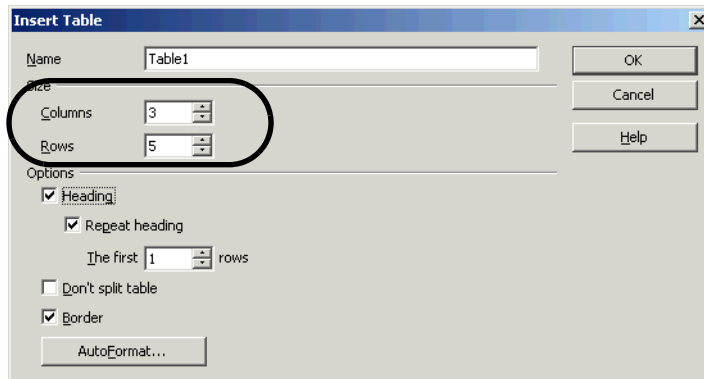 Insert Table
Name Table1 OK
Size
Cancel
Columns 3
Help
Rows 5
Options
Heading
Repeat heading
The first 1 rows
Don't split table
Border
AutoFormat...